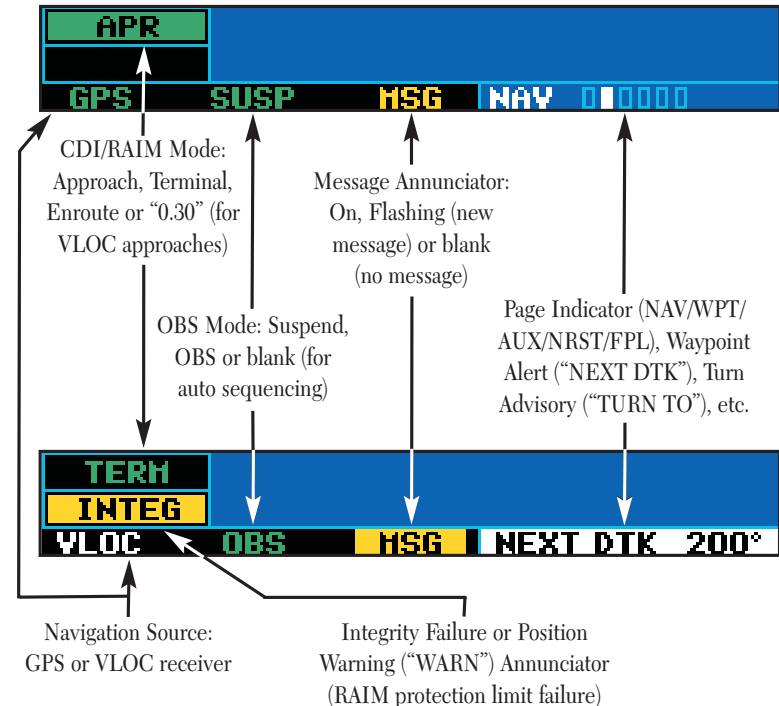 APR
GPS SUSP MSG NAV
CDI/RAIM Mode:
Approach, Terminal,
Enroute or “0.30” (for
VLOC approaches)
Message Annunciator:
On, Flashing (new
message) or blank
(no message)
OBS Mode: Suspend,
OBS or blank (for
auto sequencing)
Page Indicator (NAV/WPT/
AUX/NRST/FPL), Waypoint
Alert (“NEXT DTK”), Turn
Advisory (“TURN TO”), etc.
TERM
INTEG
VLOC OBS MSG NEXT DTK 200°
Navigation Source:
GPS or VLOC receiver
Integrity Failure or Position
Warning (“WARN”) Annunciator
(RAIM protection limit failure)